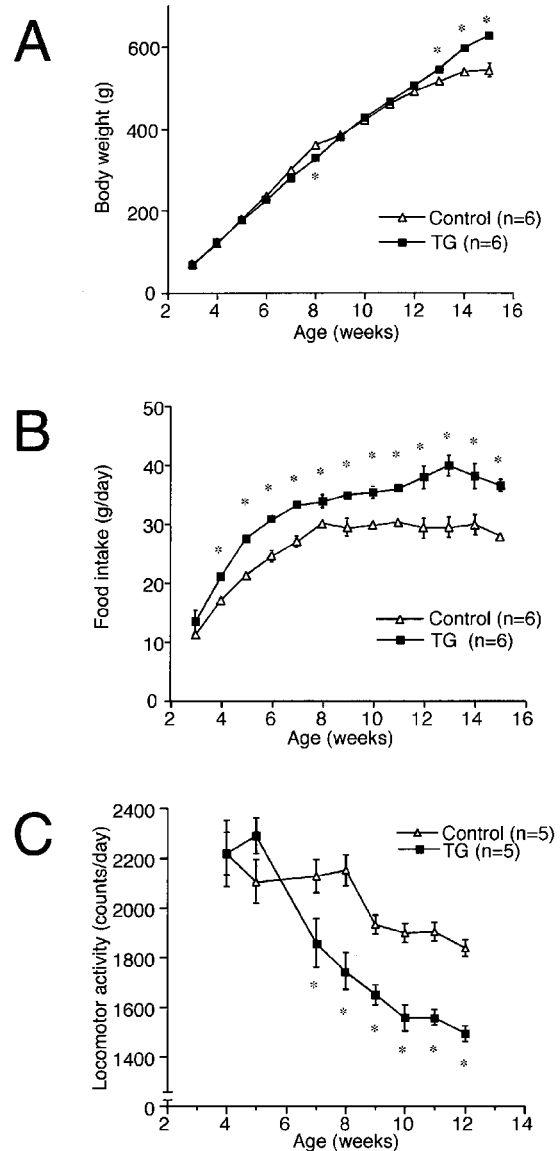 A
Body weight (g)
600
400
200
0
*
*
*
*
Control (n=6)
TG (n=6)
2 4 6 8 10 12 14 16
Age (weeks)
B
Food intake (g/day)
50
40
30
20
10
0
* * * * * * * * * * * *
Control (n=6)
TG (n=6)
2 4 6 8 10 12 14 16
Age (weeks)
C
Locomotor activity (counts/day)
2400
2200
2000
1800
1600
1400
0
Control (n=5)
TG (n=5)
* * * * * *
2 4 6 8 10 12 14
Age (weeks)